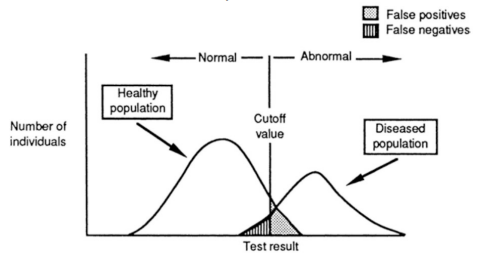 False positives
False negatives
Normal
Abnormal
Healthy
population
Cutoff
value
Diseased
population
Number of
individuals
Test result